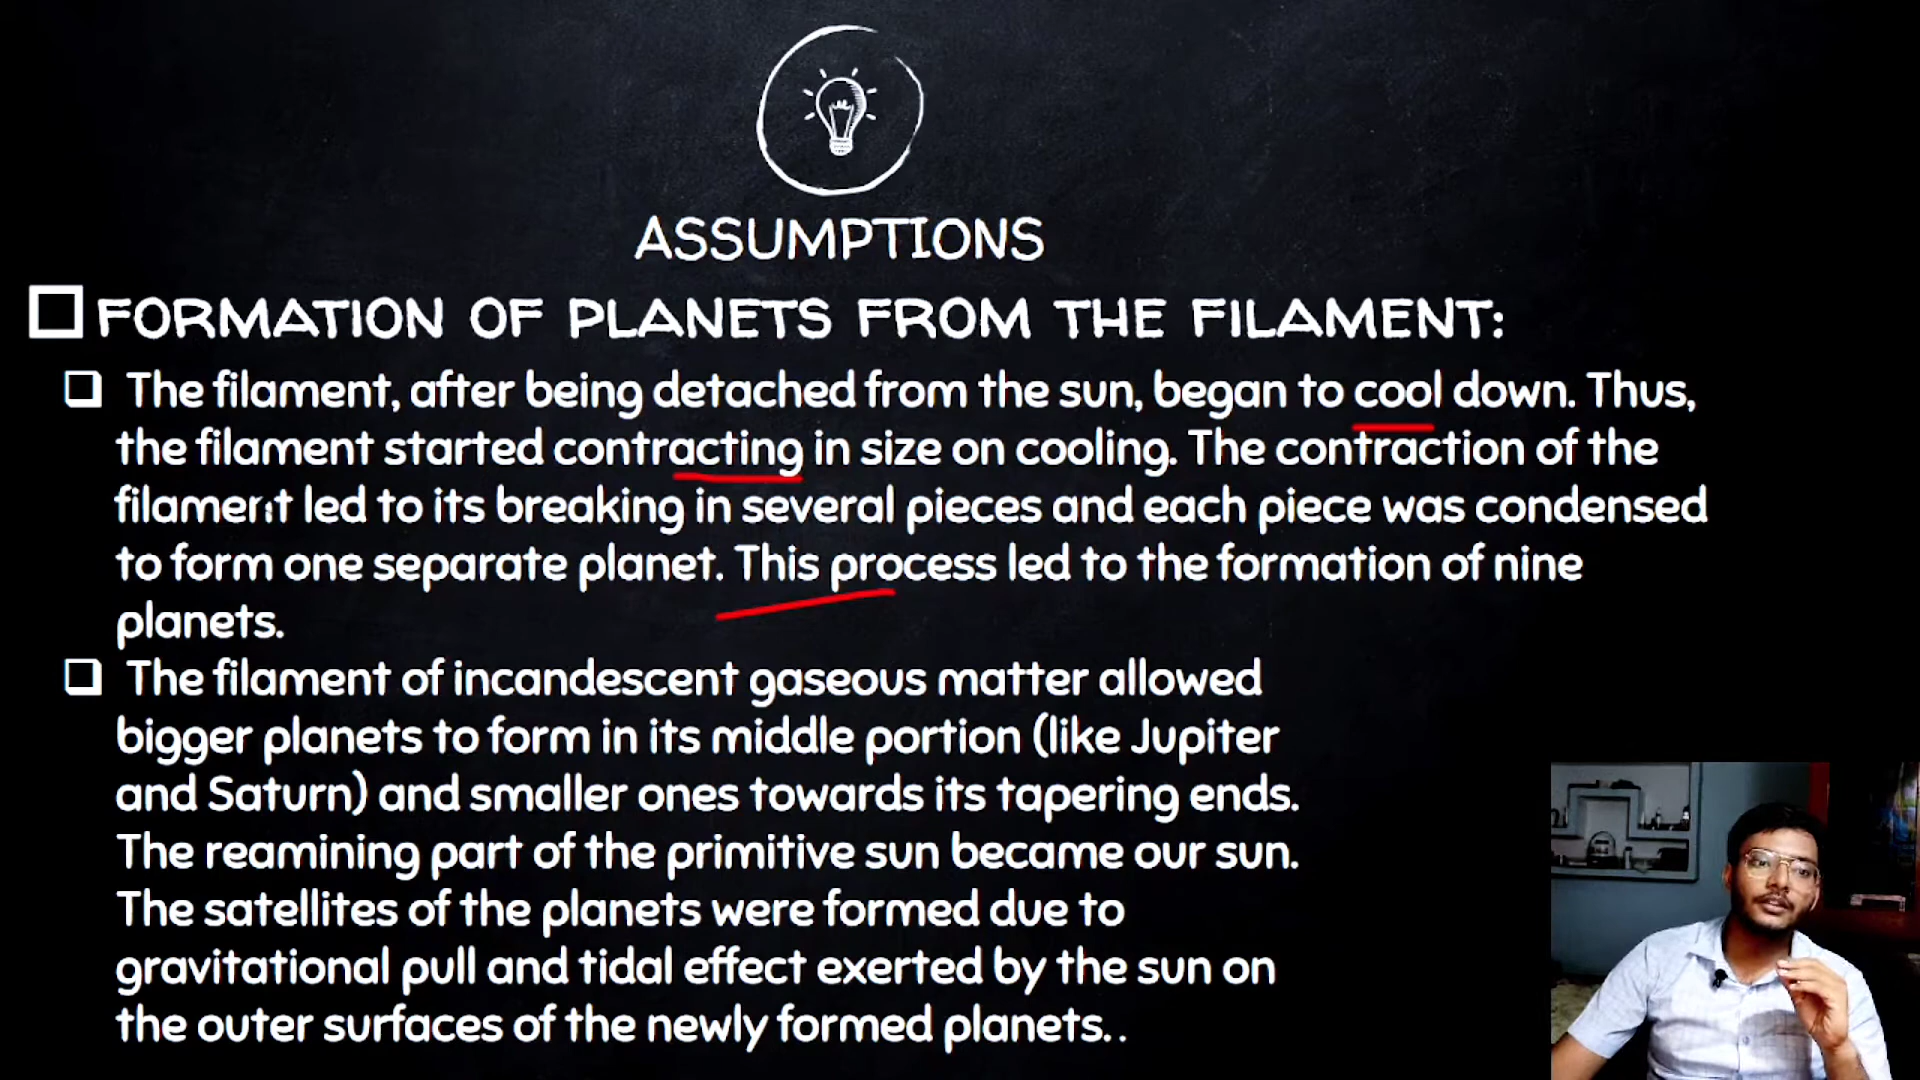 ASSUMPTIONS
FORMATION OF PLANETS FROM THE FILAMENT:
The filament, after being detached from the sun, began to cool down. Thus,
the filament started contracting in size on cooling. The contraction of the
filament led to its breaking in several pieces and each piece was condensed
to form one separate planet. This process led to the formation of nine
planets.
The filament of incandescent gaseous matter allowed
bigger planets to form in its middle portion (like Jupiter
and Saturn) and smaller ones towards its tapering ends.
The reamining part of the primitive sun became our sun.
The satellites of the planets were formed due to
gravitational pull and tidal effect exerted by the sun on
the outer surfaces of the newly formed planets. .